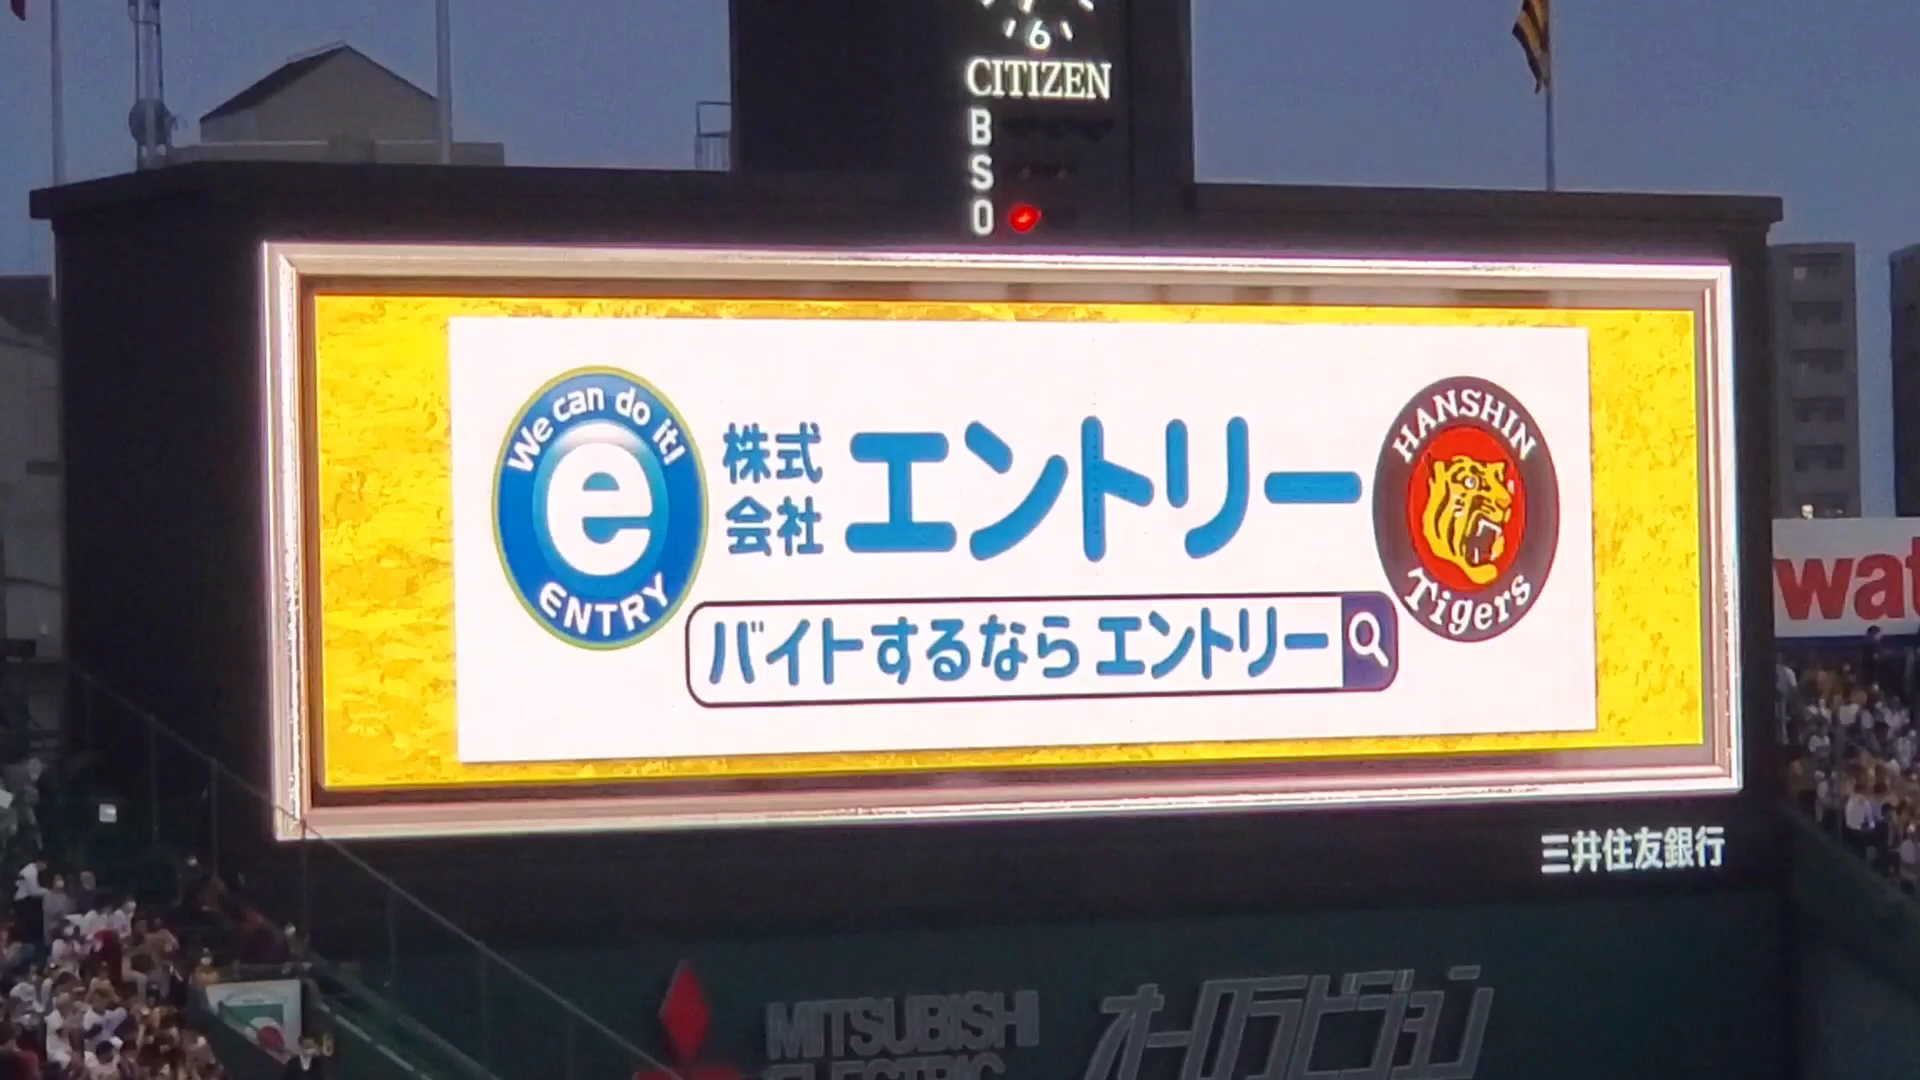 6
CITIZEN
B
S
O
We can do it!
e
ENTRY
株式
会社
エントリー
HANSHIN
Tigers
バイトするなら エントリー
三井住友銀行
MITSUBISHI
ELECTRIC
オーロラビジョン